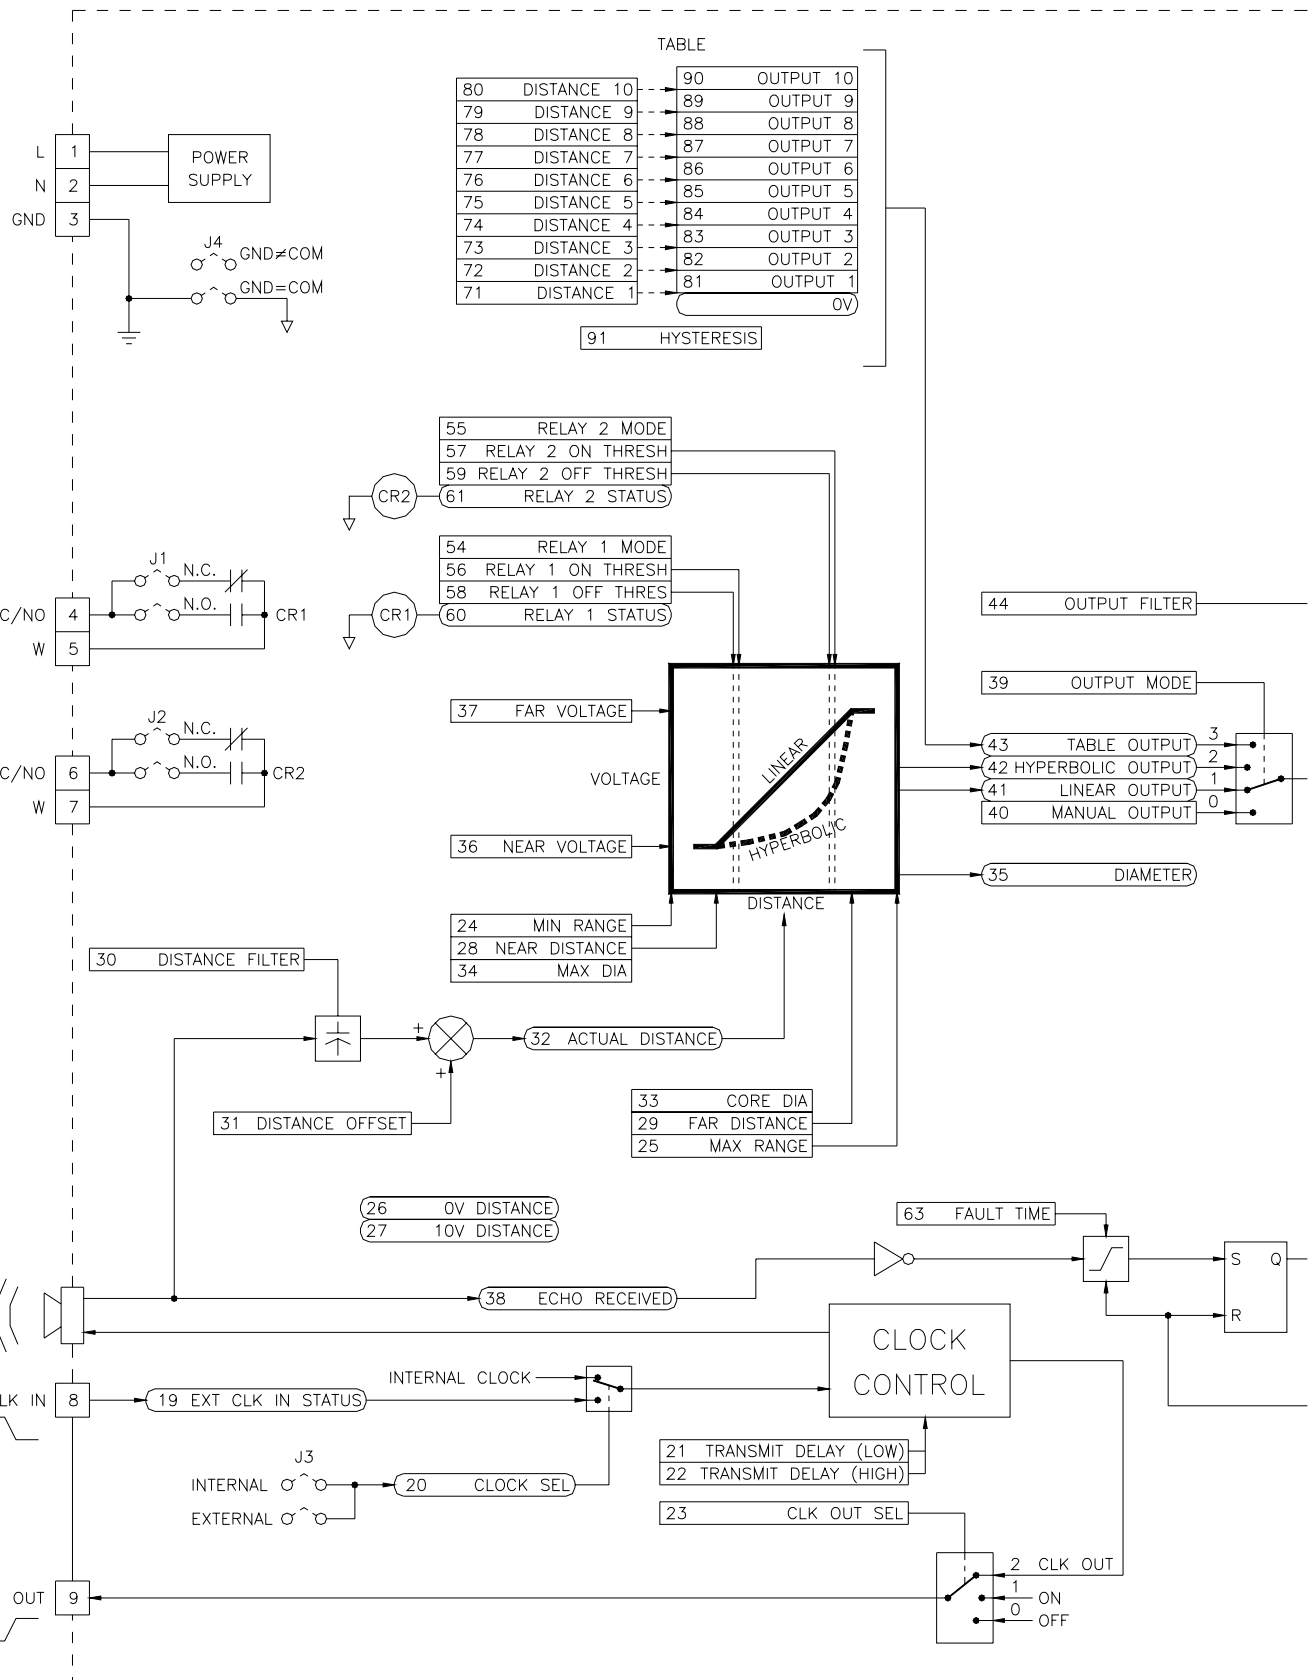 TABLE
80 DISTANCE 10
79 DISTANCE 9
78 DISTANCE 8
77 DISTANCE 7
76 DISTANCE 6
75 DISTANCE 5
74 DISTANCE 4
73 DISTANCE 3
72 DISTANCE 2
71 DISTANCE 1
90 OUTPUT 10
89 OUTPUT 9
88 OUTPUT 8
87 OUTPUT 7
86 OUTPUT 6
85 OUTPUT 5
84 OUTPUT 4
83 OUTPUT 3
82 OUTPUT 2
81 OUTPUT 1
0V
91 HYSTERESIS
L 1
N 2
GND 3
POWER
SUPPLY
J4
GND≠COM
GND=COM
55 RELAY 2 MODE
57 RELAY 2 ON THRESH
59 RELAY 2 OFF THRESH
61 RELAY 2 STATUS
CR2
54 RELAY 1 MODE
56 RELAY 1 ON THRESH
58 RELAY 1 OFF THRES
60 RELAY 1 STATUS
CR1
J1
N.C.
N.O.
C/NO 4
W 5
CR1
J2
N.C.
N.O.
C/NO 6
W 7
CR2
44 OUTPUT FILTER
39 OUTPUT MODE
37 FAR VOLTAGE
VOLTAGE
36 NEAR VOLTAGE
LINEAR
HYPERBOLIC
DISTANCE
43 TABLE OUTPUT 3
42 HYPERBOLIC OUTPUT 2
41 LINEAR OUTPUT 1
40 MANUAL OUTPUT 0
35 DIAMETER
24 MIN RANGE
28 NEAR DISTANCE
34 MAX DIA
30 DISTANCE FILTER
+
+
32 ACTUAL DISTANCE
31 DISTANCE OFFSET
33 CORE DIA
29 FAR DISTANCE
25 MAX RANGE
26 0V DISTANCE
27 10V DISTANCE
63 FAULT TIME
S Q
R
38 ECHO RECEIVED
CLOCK
CONTROL
INTERNAL CLOCK
LK IN 8
19 EXT CLK IN STATUS
J3
INTERNAL
EXTERNAL
20 CLOCK SEL
21 TRANSMIT DELAY (LOW)
22 TRANSMIT DELAY (HIGH)
23 CLK OUT SEL
2 CLK OUT
1 ON
0 OFF
OUT 9